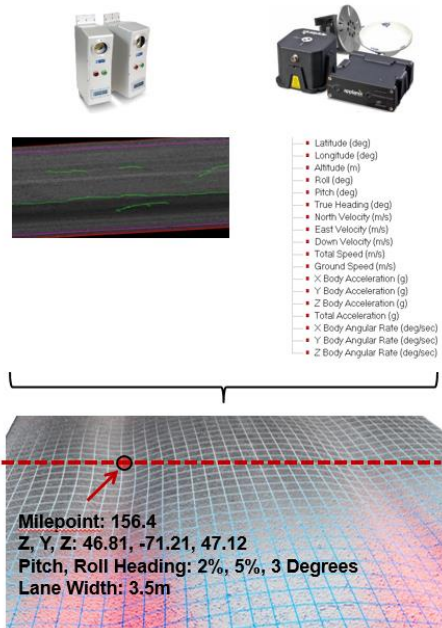 Latitude (deg)
Longitude (deg)
Altitude (m)
Roll (deg)
Pitch (deg)
True Heading (deg)
North Velocity (m/s)
East Velocity (m/s)
Down Velocity (m/s)
Total Speed (m/s)
Ground Speed (m/s)
X Body Acceleration (g)
Y Body Acceleration (g)
Z Body Acceleration (g)
Total Acceleration (g)
X Body Angular Rate (deg/sec)
Y Body Angular Rate (deg/sec)
Z Body Angular Rate (deg/sec)
Milepoint: 156.4
Z, Y, Z: 46.81, -71.21, 47.12
Pitch, Roll Heading: 2%, 5%, 3 Degrees
Lane Width: 3.5m